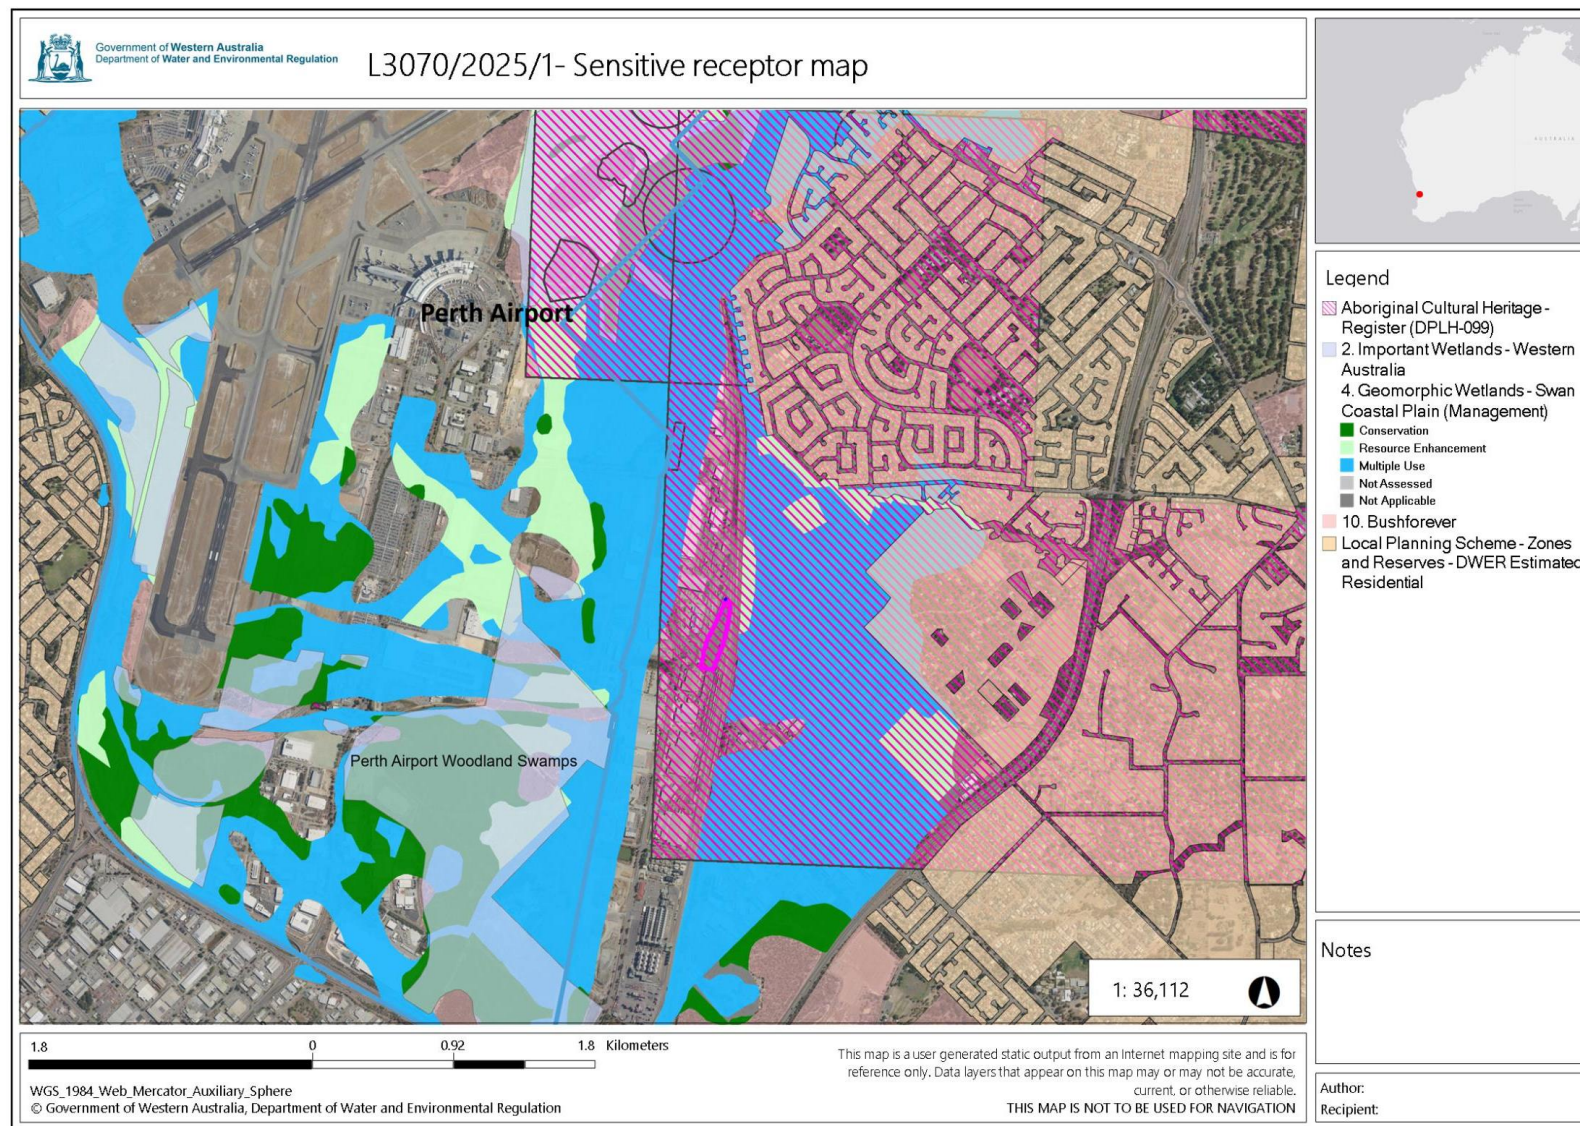 Government of Western Australia
Department of Water and Environmental Regulation
L3070/2025/1- Sensitive receptor map
Perth Airport
Perth Airport Woodland Swamps
1: 36,112
AUSTRALIA
Legend
Aboriginal Cultural Heritage -
Register (DPLH-099)
2. Important Wetlands - Western
Australia
4. Geomorphic Wetlands - Swan
Coastal Plain (Management)
Conservation
Resource Enhancement
Multiple Use
Not Assessed
Not Applicable
10. Bushforever
Local Planning Scheme - Zones
and Reserves - DWER Estimated
Residential
Notes
Author:
Recipient:
1.8 0 0.92 1.8 Kilometers
WGS_1984_Web_Mercator_Auxiliary_Sphere
© Government of Western Australia, Department of Water and Environmental Regulation
This map is a user generated static output from an Internet mapping site and is for
reference only. Data layers that appear on this map may or may not be accurate,
current, or otherwise reliable.
THIS MAP IS NOT TO BE USED FOR NAVIGATION